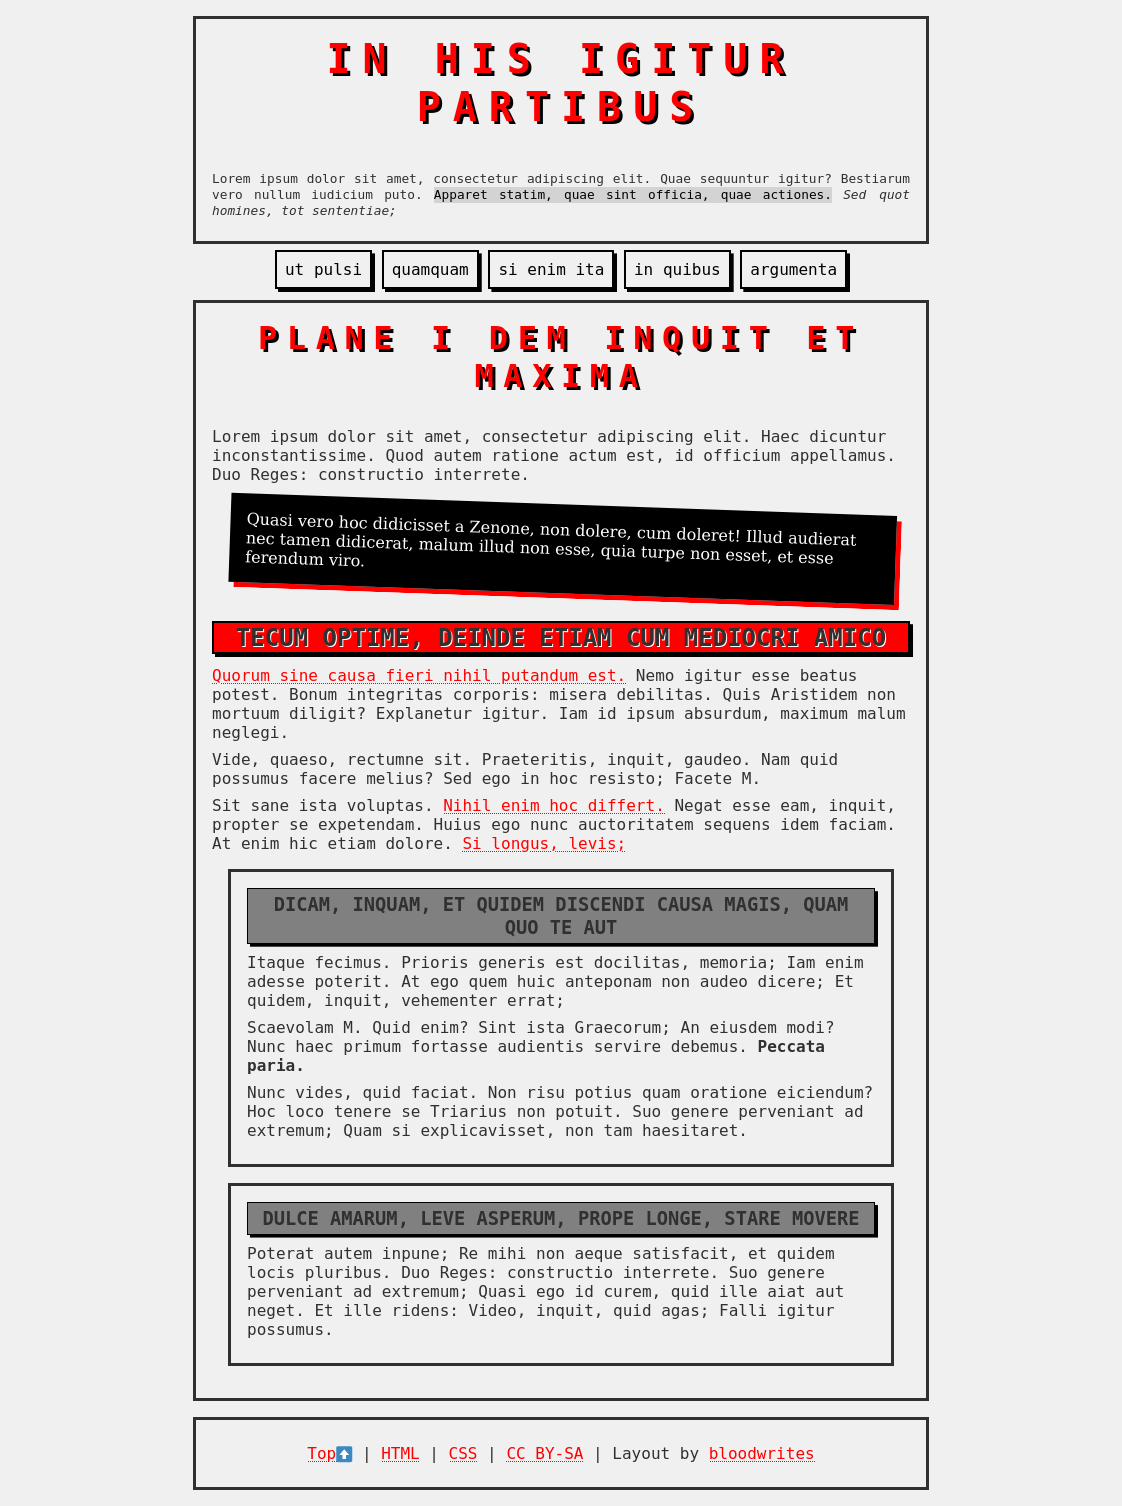 IN HIS IGITUR
PARTIBUS
Lorem ipsum dolor sit amet, consectetur adipiscing elit. Quae sequuntur igitur? Bestiarum
vero nullum iudicium puto. Apparet statim, quae sint officia, quae actiones. Sed quot
homines, tot sententiae;
ut pulsi quamquam si enim ita in quibus argumenta
PLANE I DEM INQUIT ET
MAXIMA
Lorem ipsum dolor sit amet, consectetur adipiscing elit. Haec dicuntur
inconstantissime. Quod autem ratione actum est, id officium appellamus.
Duo Reges: constructio interrete.
Quasi vero hoc didicisset a Zenone, non dolere, cum doleret! Illud audierat
nec tamen didicerat, malum illud non esse, quia turpe non esset, et esse
ferendum viro.
TECUM OPTIME, DEINDE ETIAM CUM MEDIOCRI AMICO
Quorum sine causa fieri nihil putandum est. Nemo igitur esse beatus
potest. Bonum integritas corporis: misera debilitas. Quis Aristidem non
mortuum diligit? Explanetur igitur. Iam id ipsum absurdum, maximum malum
neglegi.
Vide, quaeso, rectumne sit. Praeteritis, inquit, gaudeo. Nam quid
possumus facere melius? Sed ego in hoc resisto; Facete M.
Sit sane ista voluptas. Nihil enim hoc differt. Negat esse eam, inquit,
propter se expetendam. Huius ego nunc auctoritatem sequens idem faciam.
At enim hic etiam dolore. Si longus, levis;
DICAM, INQUAM, ET QUIDEM DISCENDI CAUSA MAGIS, QUAM
QUO TE AUT
Itaque fecimus. Prioris generis est docilitas, memoria; Iam enim
adesse poterit. At ego quem huic anteponam non audeo dicere; Et
quidem, inquit, vehementer errat;
Scaevolam M. Quid enim? Sint ista Graecorum; An eiusdem modi?
Nunc haec primum fortasse audientis servire debemus. Peccata
paria.
Nunc vides, quid faciat. Non risu potius quam oratione eiciendum?
Hoc loco tenere se Triarius non potuit. Suo genere perveniant ad
extremum; Quam si explicavisset, non tam haesitaret.
DULCE AMARUM, LEVE ASPERUM, PROPE LONGE, STARE MOVERE
Poterat autem inpune; Re mihi non aeque satisfacit, et quidem
locis pluribus. Duo Reges: constructio interrete. Suo genere
perveniant ad extremum; Quasi ego id curem, quid ille aiat aut
neget. Et ille ridens: Video, inquit, quid agas; Falli igitur
possumus.
Top⬆️ | HTML | CSS | CC BY-SA | Layout by bloodwrites